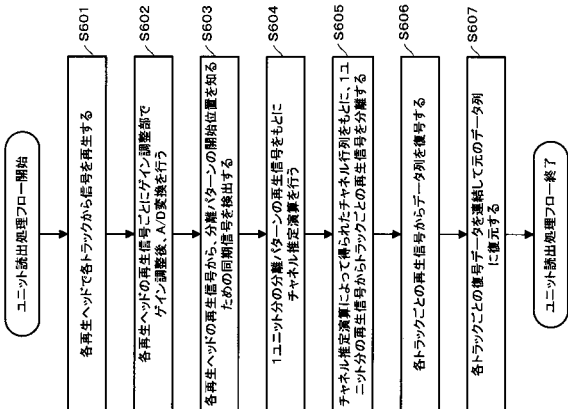 ユニット読出処理フロー開始
S601
各再生ヘッドで各トラックから信号を再生する
S602
各再生ヘッドの再生信号ごとにゲイン調整部で
ゲイン調整後、A/D変換を行う
S603
各再生ヘッドの再生信号から、分離パターンの開始位置を知る
ための同期信号を検出する
S604
1ユニット分の分離パターンの再生信号をもとに
チャネル推定演算を行う
S605
チャネル推定演算によって得られたチャネル行列をもとに、1ユ
ニット分の再生信号からトラックごとの再生信号を分離する
S606
各トラックごとの再生信号からデータ列を復号する
S607
各トラックごとの復号データを連結して元のデータ列
に復元する
ユニット読出処理フロー終了